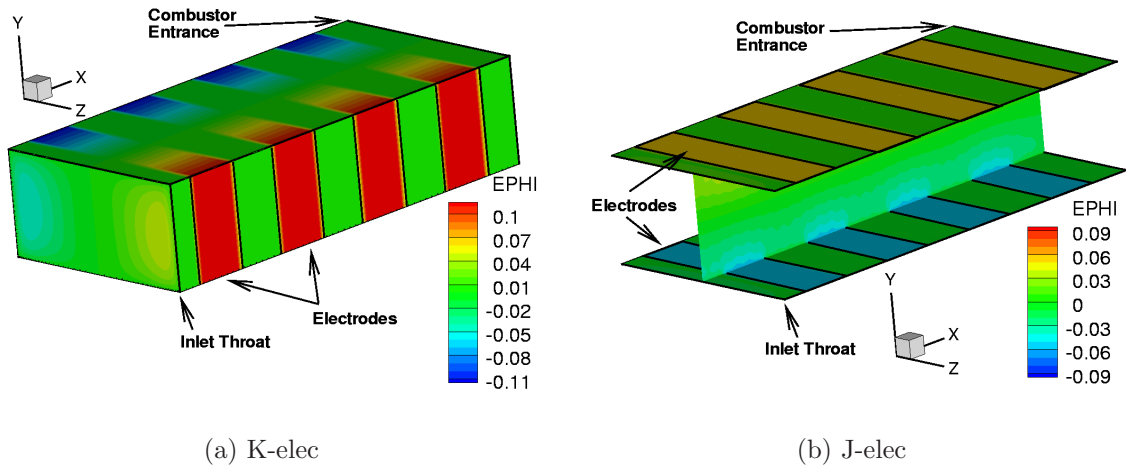 Combustor
Entrance
Y
X
Z
EPHI
0.1
0.07
0.04
0.01
-0.02
-0.05
-0.08
-0.11
Electrodes
Inlet Throat
(a) K-elec
Combustor
Entrance
Electrodes
EPHI
0.09
0.06
0.03
0
-0.03
-0.06
-0.09
Y
X
Z
Inlet Throat
(b) J-elec